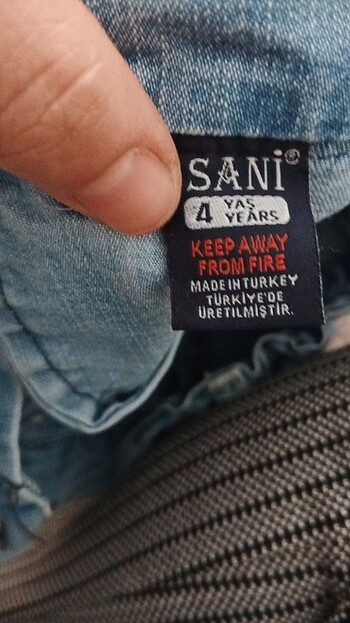 SANİ®
4 YAŞ
YEARS
KEEP AWAY
FROM FIRE
MADE IN TURKEY
TÜRKİYE'DE
ÜRETİLMİŞTİR.